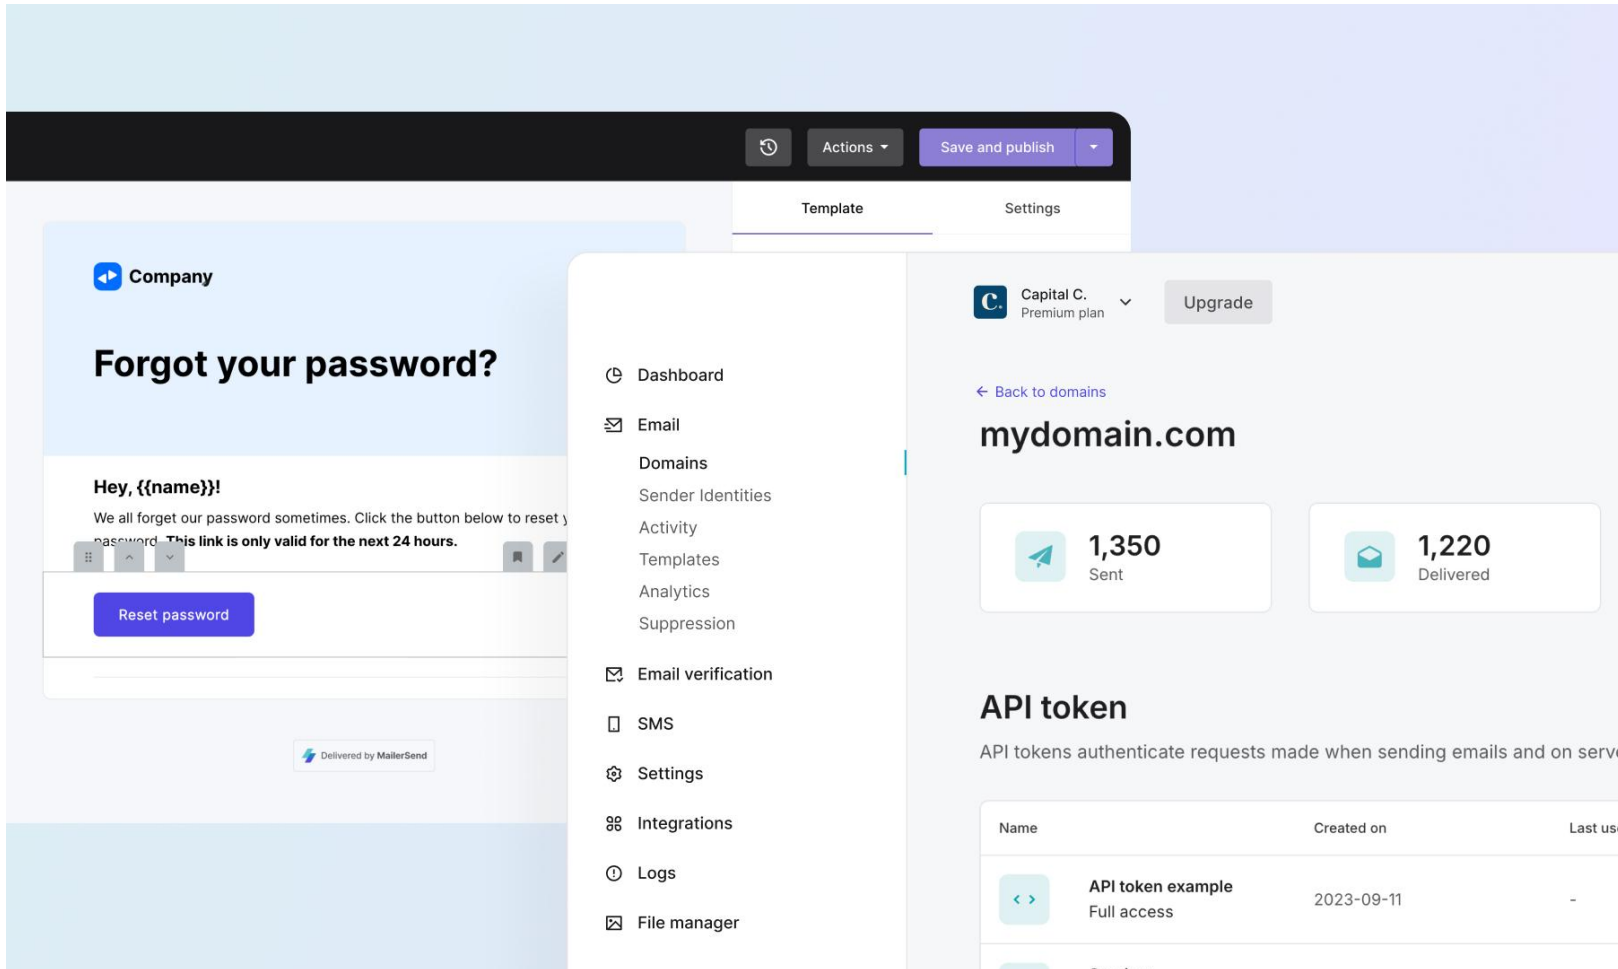 Actions
Save and publish
Template
Settings
Company
Forgot your password?
Hey, {{name}}!
We all forget our password sometimes. Click the button below to reset
password. This link is only valid for the next 24 hours.
Reset password
Delivered by MailerSend
Dashboard
Email
Domains
Sender Identities
Activity
Templates
Analytics
Suppression
Email verification
SMS
Settings
Integrations
Logs
File manager
C.
Capital C.
Premium plan
Upgrade
← Back to domains
mydomain.com
1,350
Sent
1,220
Delivered
API token
API tokens authenticate requests made when sending emails and on
Name
Created on
Last
API token example
Full access
2023-09-11
-